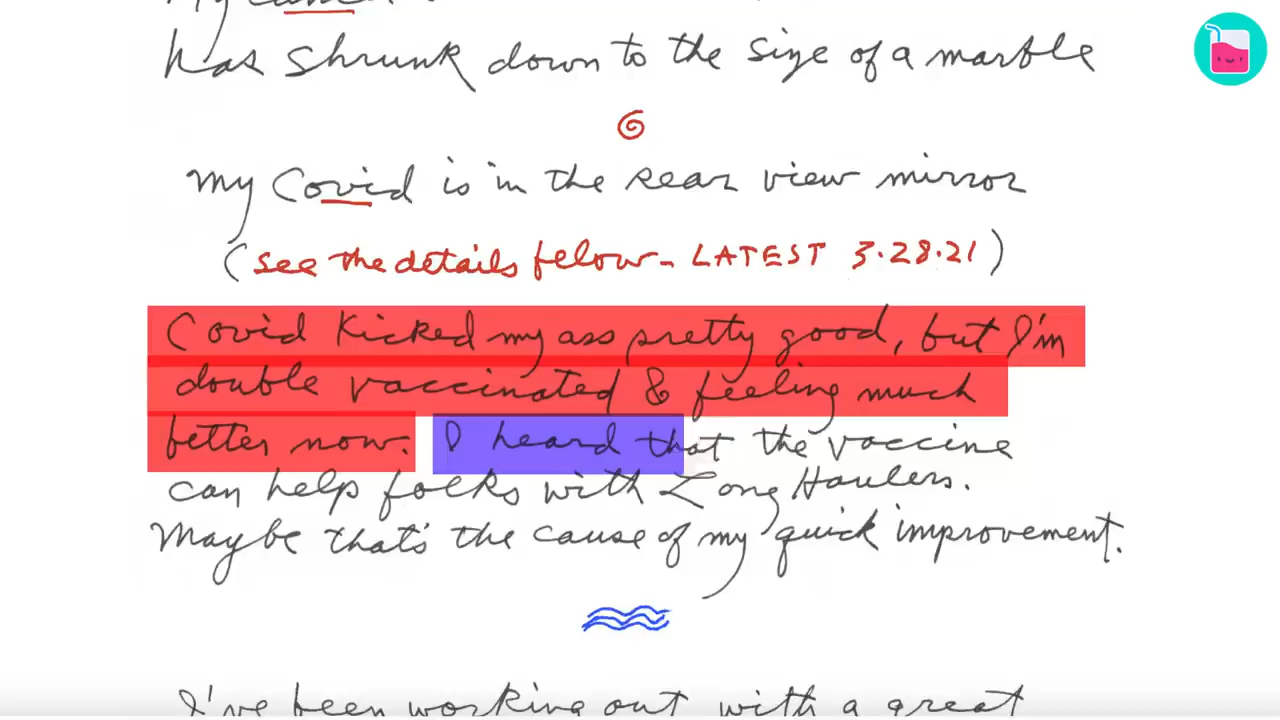 My cancer
has shrunk down to the size of a marble
My Covid is in the rear view mirror
(see the details below - LATEST 3.28.21)
Covid kicked my ass pretty good, but I'm
double vaccinated & feeling much
better now. I heard that the vaccine
can help folks with Long Haulers.
Maybe that's the cause of my quick improvement.
I've been working out with a great